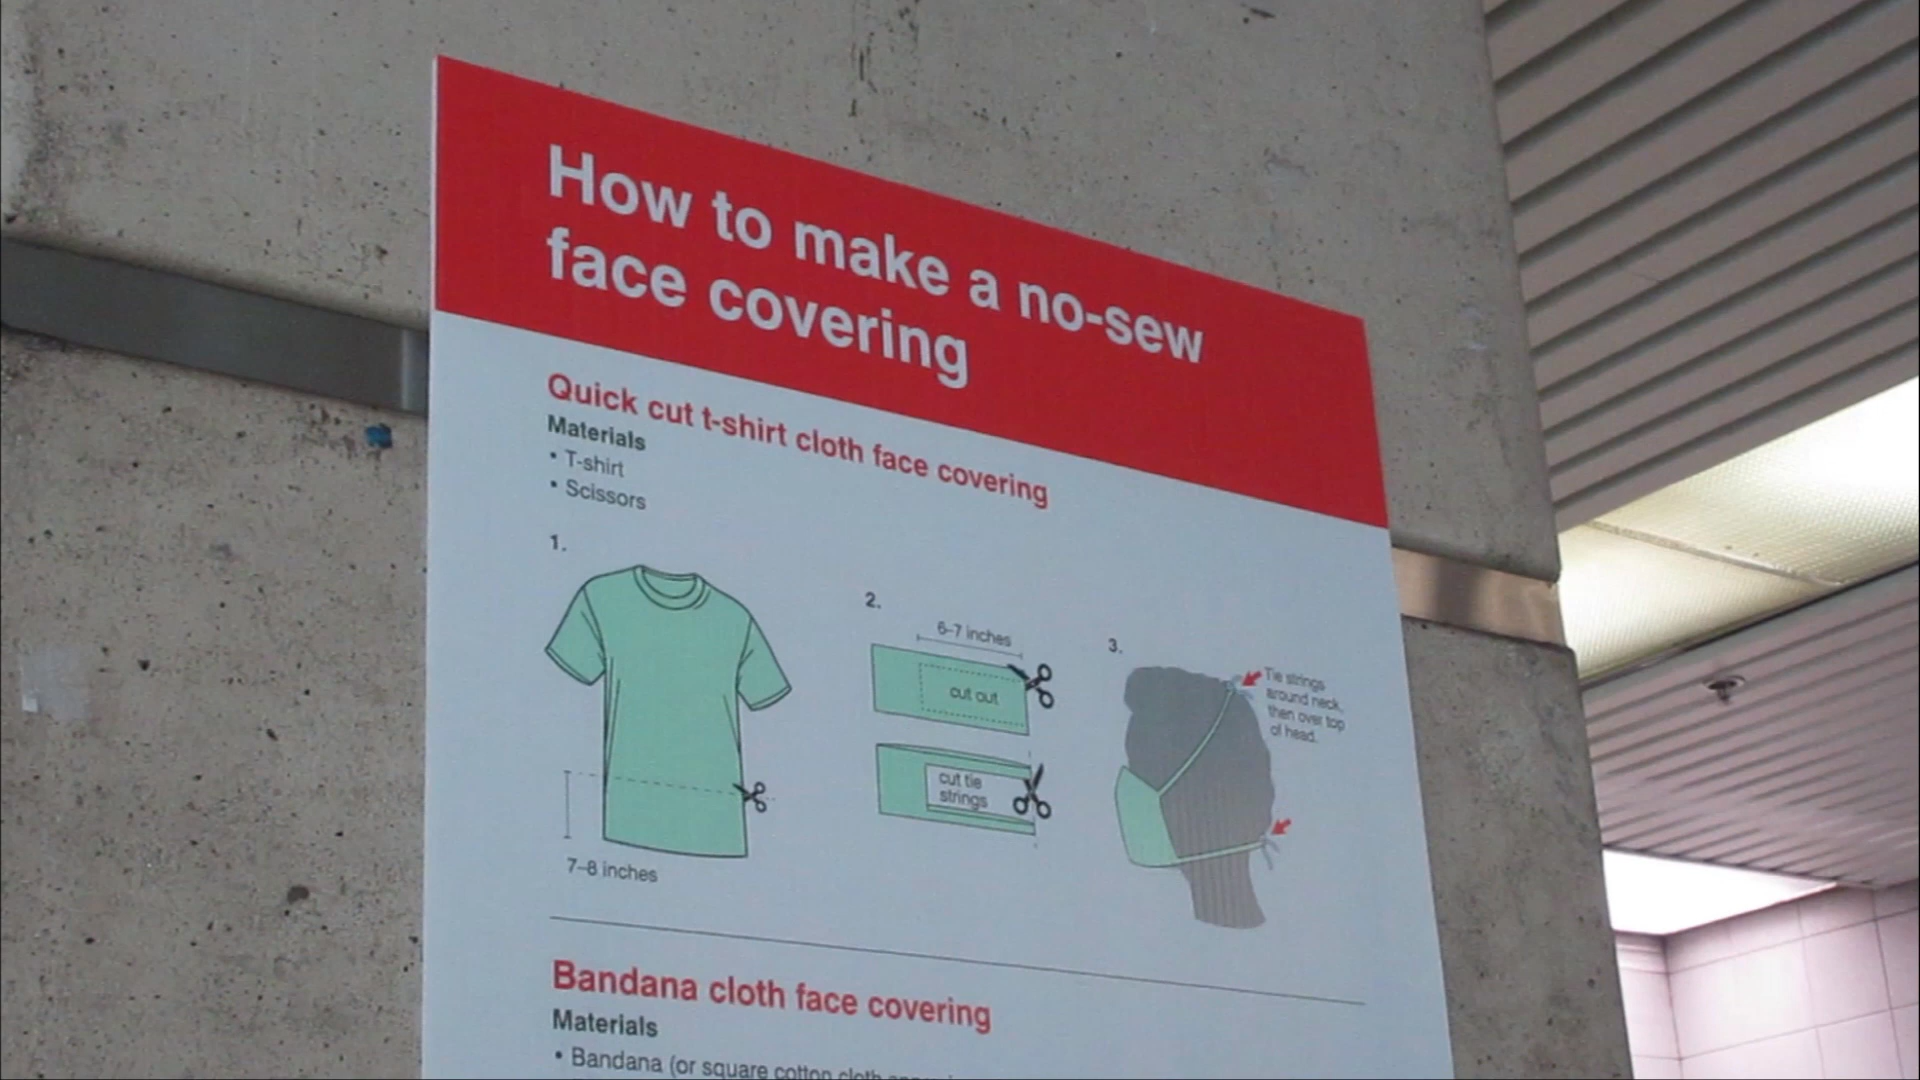 How to make a no-sew
face covering
Quick cut t-shirt cloth face covering
Materials
• T-shirt
• Scissors
1.
7–8 inches
2.
6–7 inches
cut out
cut tie
strings
3.
Tie strings
around neck,
then over top
of head.
Bandana cloth face covering
Materials
• Bandana (or square cotton cloth